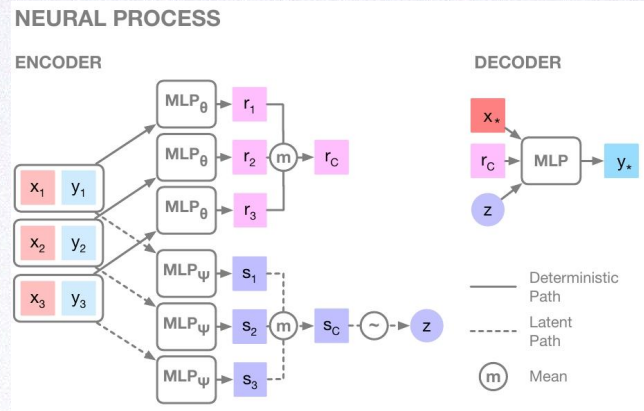 NEURAL PROCESS
ENCODER
DECODER
MLPθ r1
MLPθ r2 m rC
MLPθ r3
x1 y1
x2 y2
x3 y3
MLPψ s1
MLPψ s2 m sC ~ z
MLPψ s3
x*
rC MLP y*
z
Deterministic
Path
Latent
Path
m Mean